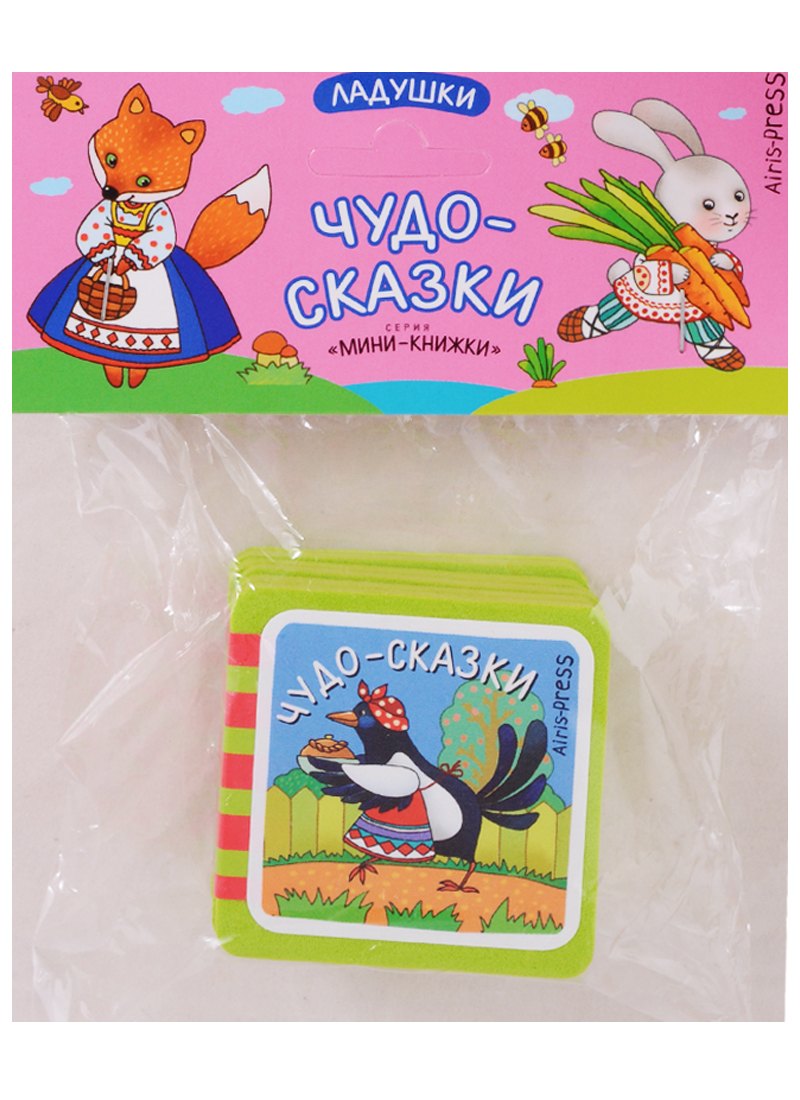 ЛАДУШКИ
Airis-press
ЧУДО-
СКАЗКИ
СЕРИЯ
«МИНИ-КНИЖКИ»
ЧУДО-СКАЗКИ
Airis-press